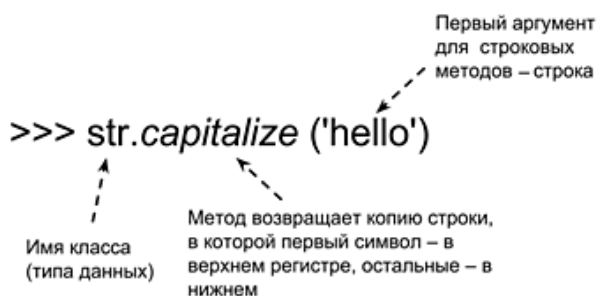 Первый аргумент
для строковых
методов – строка
>>> str.capitalize ('hello')
Имя класса
(типа данных)
Метод возвращает копию строки,
в которой первый символ – в
верхнем регистре, остальные – в
нижнем